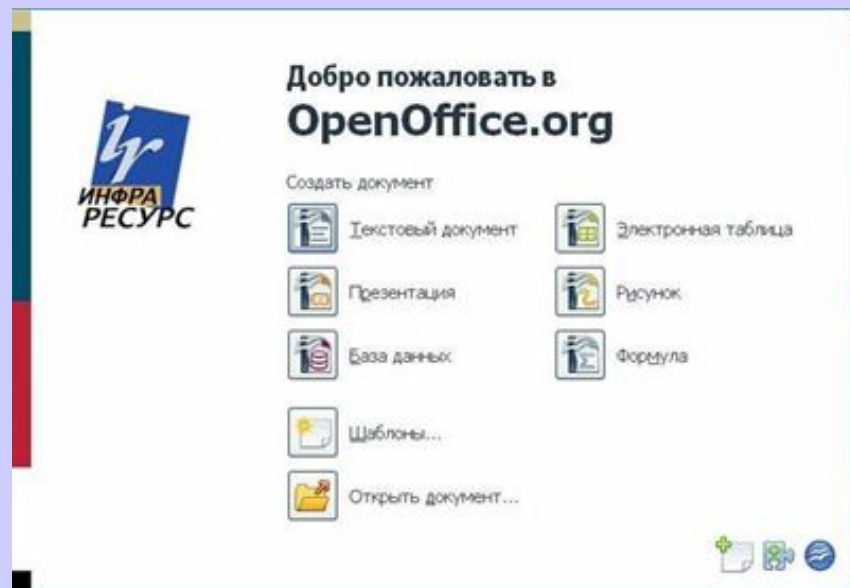 ir
ИНФРА
РЕСУРС
Добро пожаловать в
OpenOffice.org
Создать документ
Текстовый документ
Электронная таблица
Презентация
Рисунок
База данных
Формула
Шаблоны...
Открыть документ...